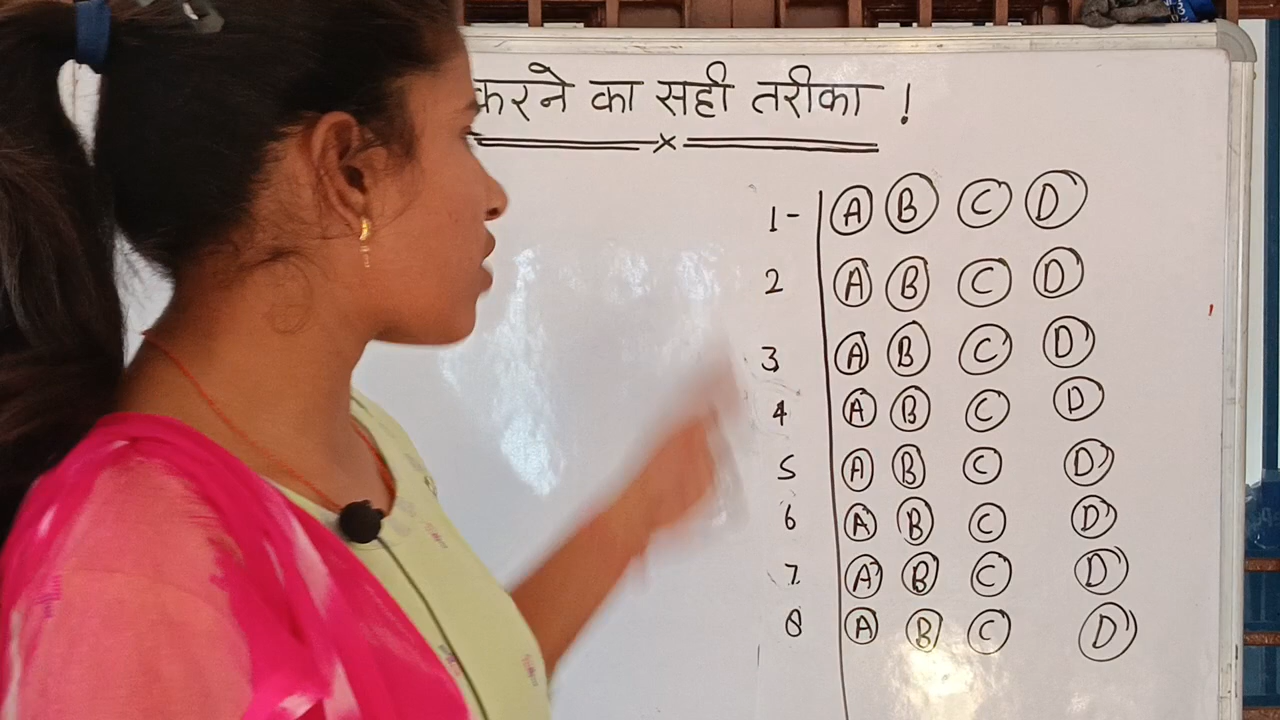 करने का सही तरीका !
1- A B C D
2 A B C D
3 A B C D
4 A B C D
5 A B C D
6 A B C D
7 A B C D
8 A B C D